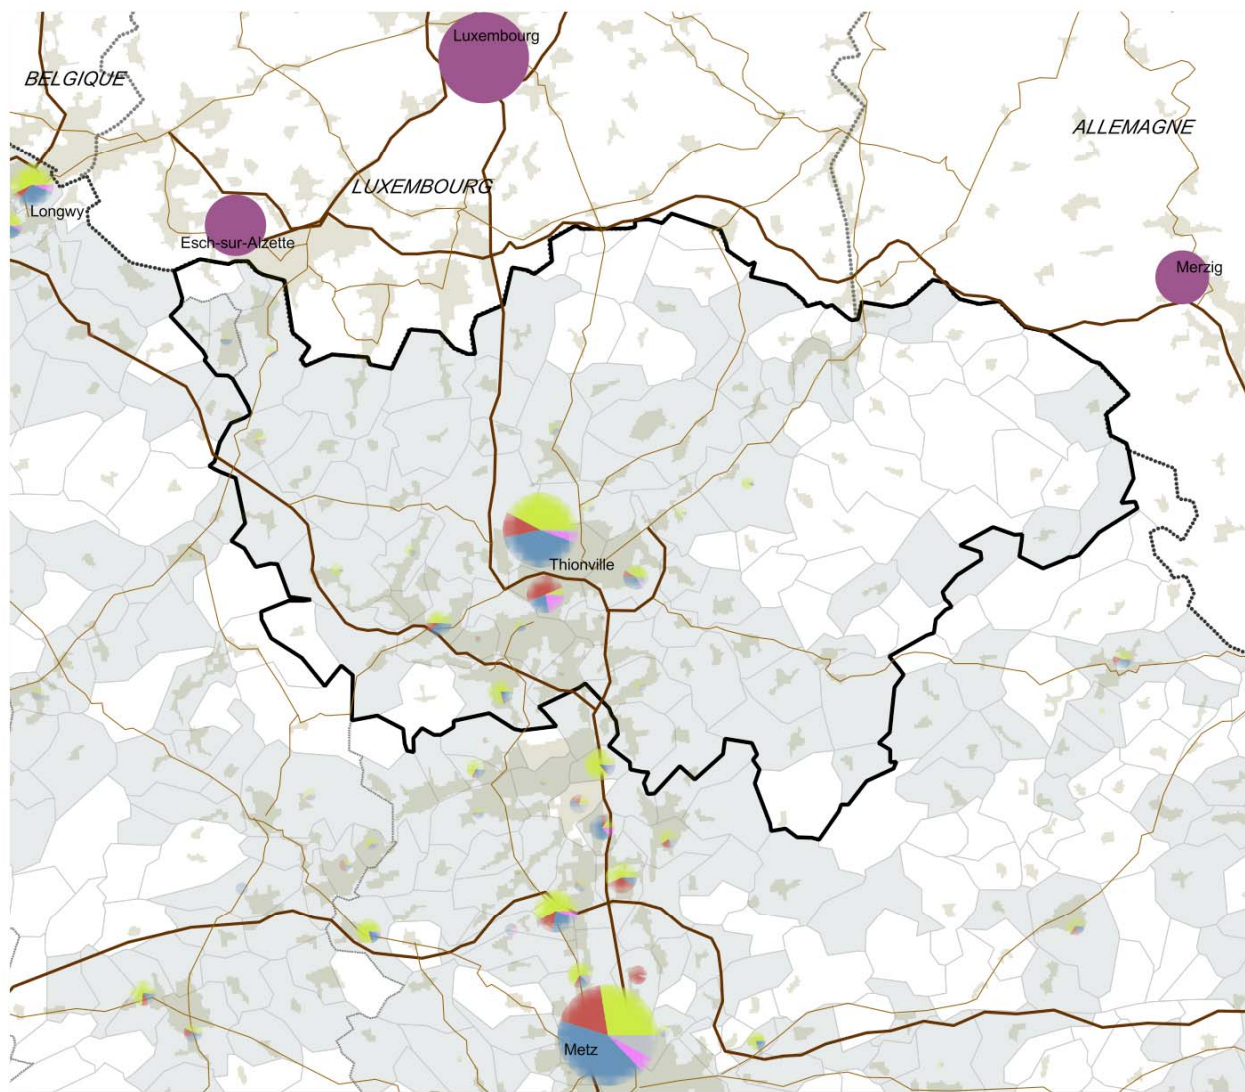 Luxembourg
BELGIQUE
ALLEMAGNE
LUXEMBOURG
Longwy
Esch-sur-Alzette
Merzig
Thionville
Metz